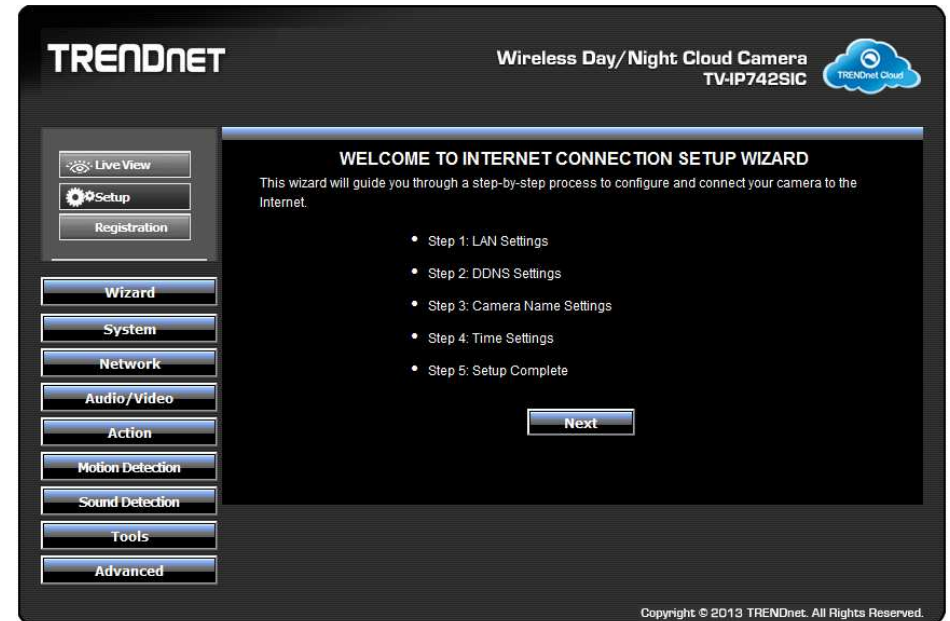 TRENDnet
Wireless Day/Night Cloud Camera
TV-IP742SIC
TRENDnet Cloud
Live View
Setup
Registration
Wizard
System
Network
Audio/Video
Action
Motion Detection
Sound Detection
Tools
Advanced
WELCOME TO INTERNET CONNECTION SETUP WIZARD
This wizard will guide you through a step-by-step process to configure and connect your camera to the
Internet.
• Step 1: LAN Settings
• Step 2: DDNS Settings
• Step 3: Camera Name Settings
• Step 4: Time Settings
• Step 5: Setup Complete
Next
Copyright © 2013 TRENDnet. All Rights Reserved.